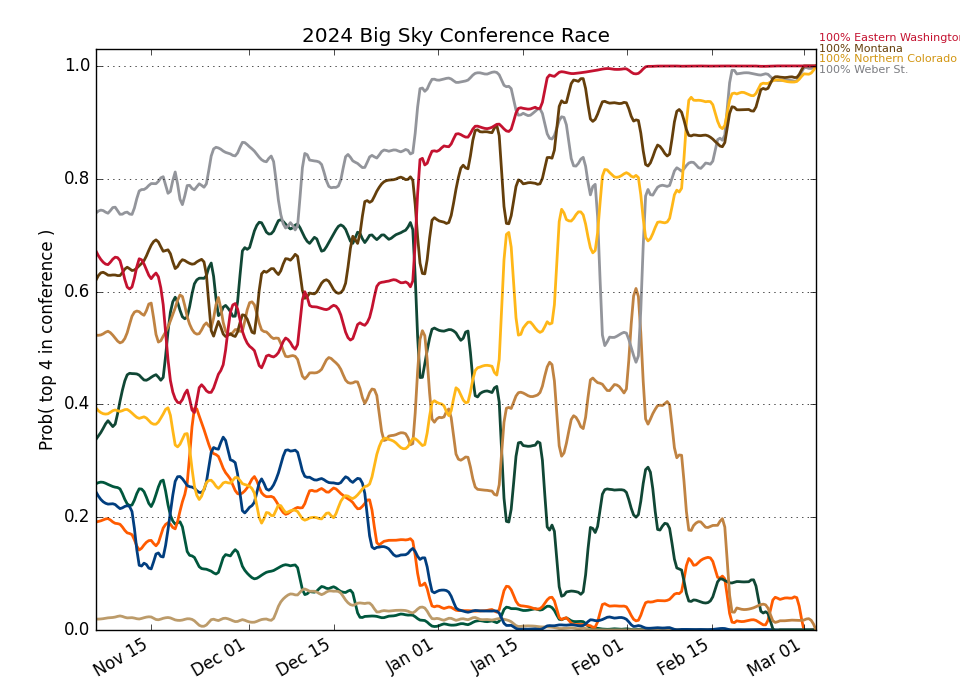 2024 Big Sky Conference Race
100% Eastern Washington
100% Montana
100% Northern Colorado
100% Weber St.
Prob( top 4 in conference )
1.0
0.8
0.6
0.4
0.2
0.0
Nov 15
Dec 01
Dec 15
Jan 01
Jan 15
Feb 01
Feb 15
Mar 01